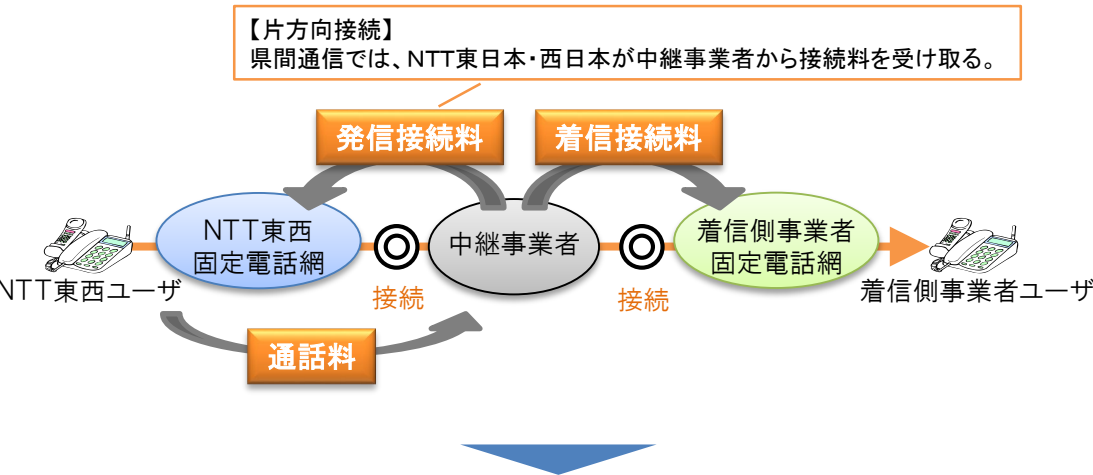 【片方向接続】
県間通信では、NTT東日本・西日本が中継事業者から接続料を受け取る。
発信接続料
着信接続料
NTT東西
固定電話網
中継事業者
着信側事業者
固定電話網
NTT東西ユーザ
接続
接続
着信側事業者ユーザ
通話料